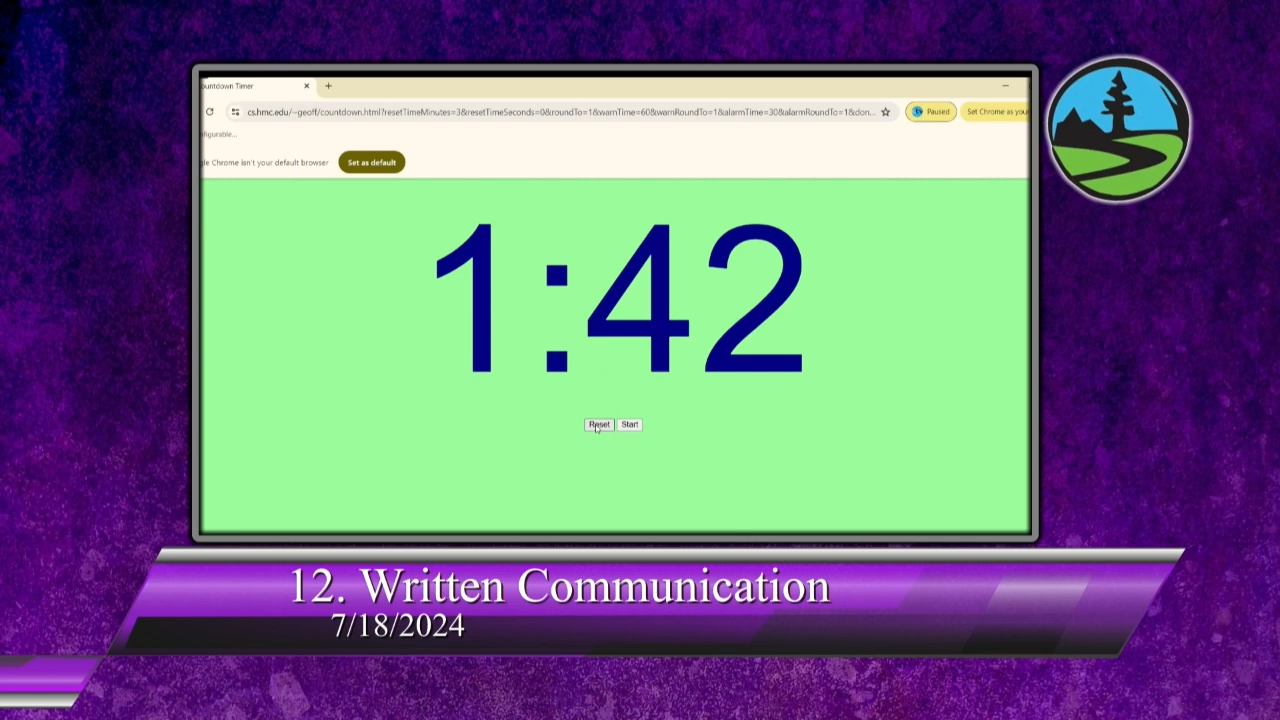 ountdown Timer
cs.hmc.edu/~geoff/countdown.html?resetTimeMinutes=3&resetTimeSeconds=0&roundTo=1&warnTime=60&warnRoundTo=1&alarmTime=30&alarmRoundTo=1&don...
Paused
Set Chrome as your
nfigurable...
gle Chrome isn't your default browser
Set as default
1:42
Reset
Start
12. Written Communication
7/18/2024